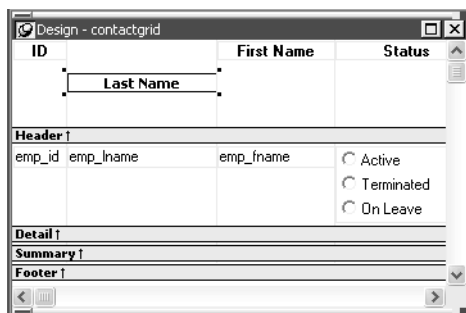 Design - contactgrid
ID First Name Status
Last Name
Header ↑
emp_id emp_lname emp_fname Active
Terminated
On Leave
Detail ↑
Summary ↑
Footer ↑